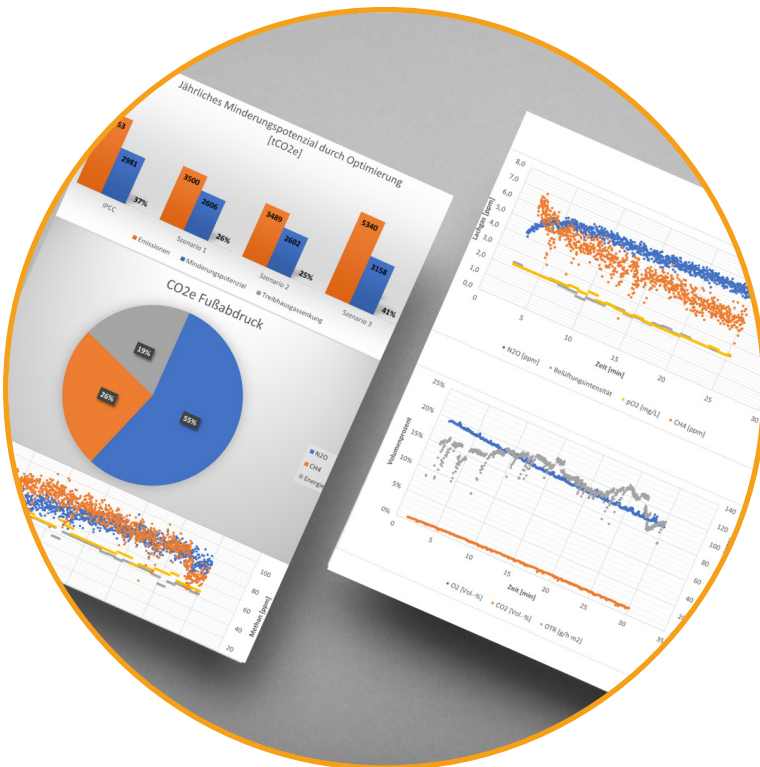 Jährliches Minderungspotenzial durch Optimierung
[tCO2e]
53
2981
37%
3500
2606
26%
3489
2602
25%
5340
3158
41%
IPCC
Szenario 1
Szenario 2
Szenario 3
Emissionen
Minderungspotenzial
Treibhausgassenkung
CO2e Fußabdruck
19%
26%
55%
N2O
CH4
Energie
100
80
60
40
20
Methan [ppm]
8,0
7,0
6,0
5,0
4,0
3,0
2,0
1,0
0,0
Lachgas [ppm]
0
5
10
15
20
25
30
Zeit [min]
N2O [ppm]
Belüftungsintensität
pO2 [mg/L]
CH4 [ppm]
25%
20%
15%
10%
5%
0%
Volumenprozent
0
5
10
15
20
25
30
35
Zeit [min]
140
120
100
80
60
40
O2 [Vol.-%]
CO2 [Vol.-%]
OTR [g/h m2]